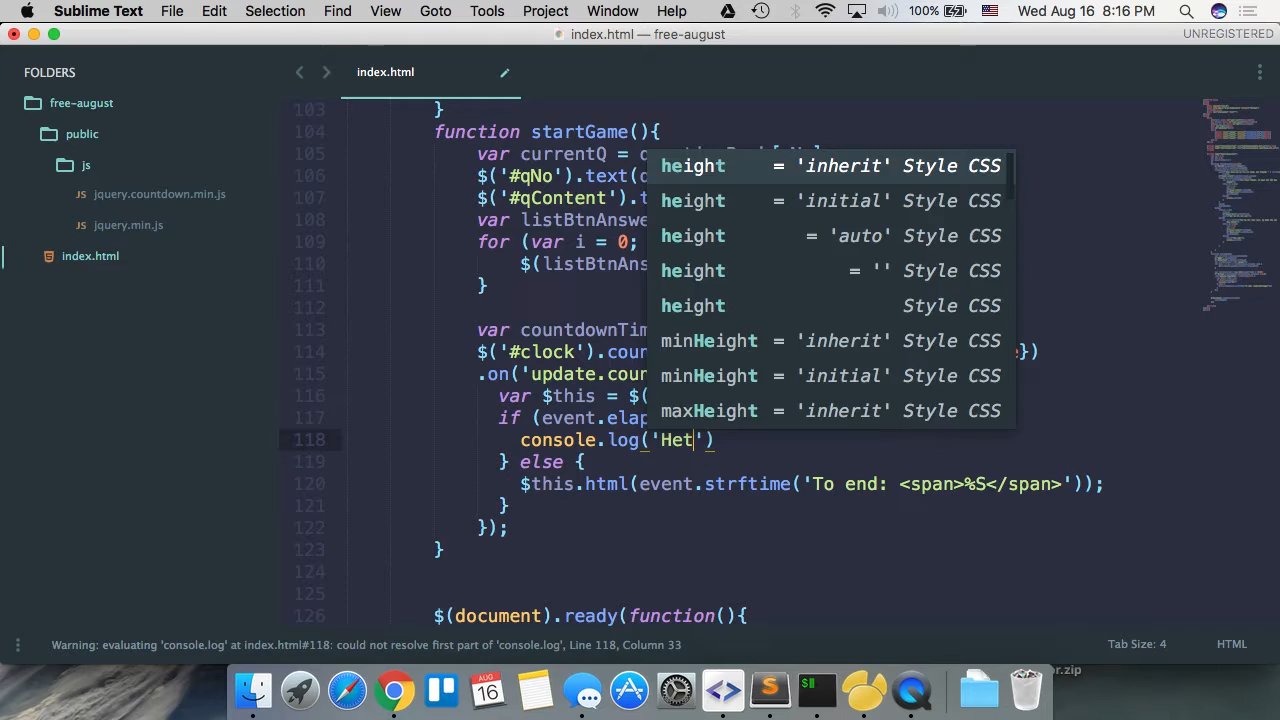 Sublime Text File Edit Selection Find View Goto Tools Project Window Help 100% Wed Aug 16 8:16 PM
index.html — free-august UNREGISTERED
FOLDERS
free-august
public
js
jquery.countdown.min.js
jquery.min.js
index.html
index.html
103 }
104 function startGame(){
105 var currentQ =
106 $('#qNo').text(
107 $('#qContent').
108 var listBtnAnswe
109 for (var i = 0;
110 $(listBtnAns
111 }
112
113 var countdownTim
114 $('#clock').coun })
115 .on('update.coun
116 var $this = $(
117 if (event.elap
118 console.log('Het')
119 } else {
120 $this.html(event.strftime('To end: <span>%S</span>'));
121 }
122 });
123 }
124
125
126 $(document).ready(function(){
height = 'inherit' Style CSS
height = 'initial' Style CSS
height = 'auto' Style CSS
height = '' Style CSS
height Style CSS
minHeight = 'inherit' Style CSS
minHeight = 'initial' Style CSS
maxHeight = 'inherit' Style CSS
Warning: evaluating 'console.log' at index.html#118: could not resolve first part of 'console.log', Line 118, Column 33 Tab Size: 4 HTML
or.zip
AUG
16